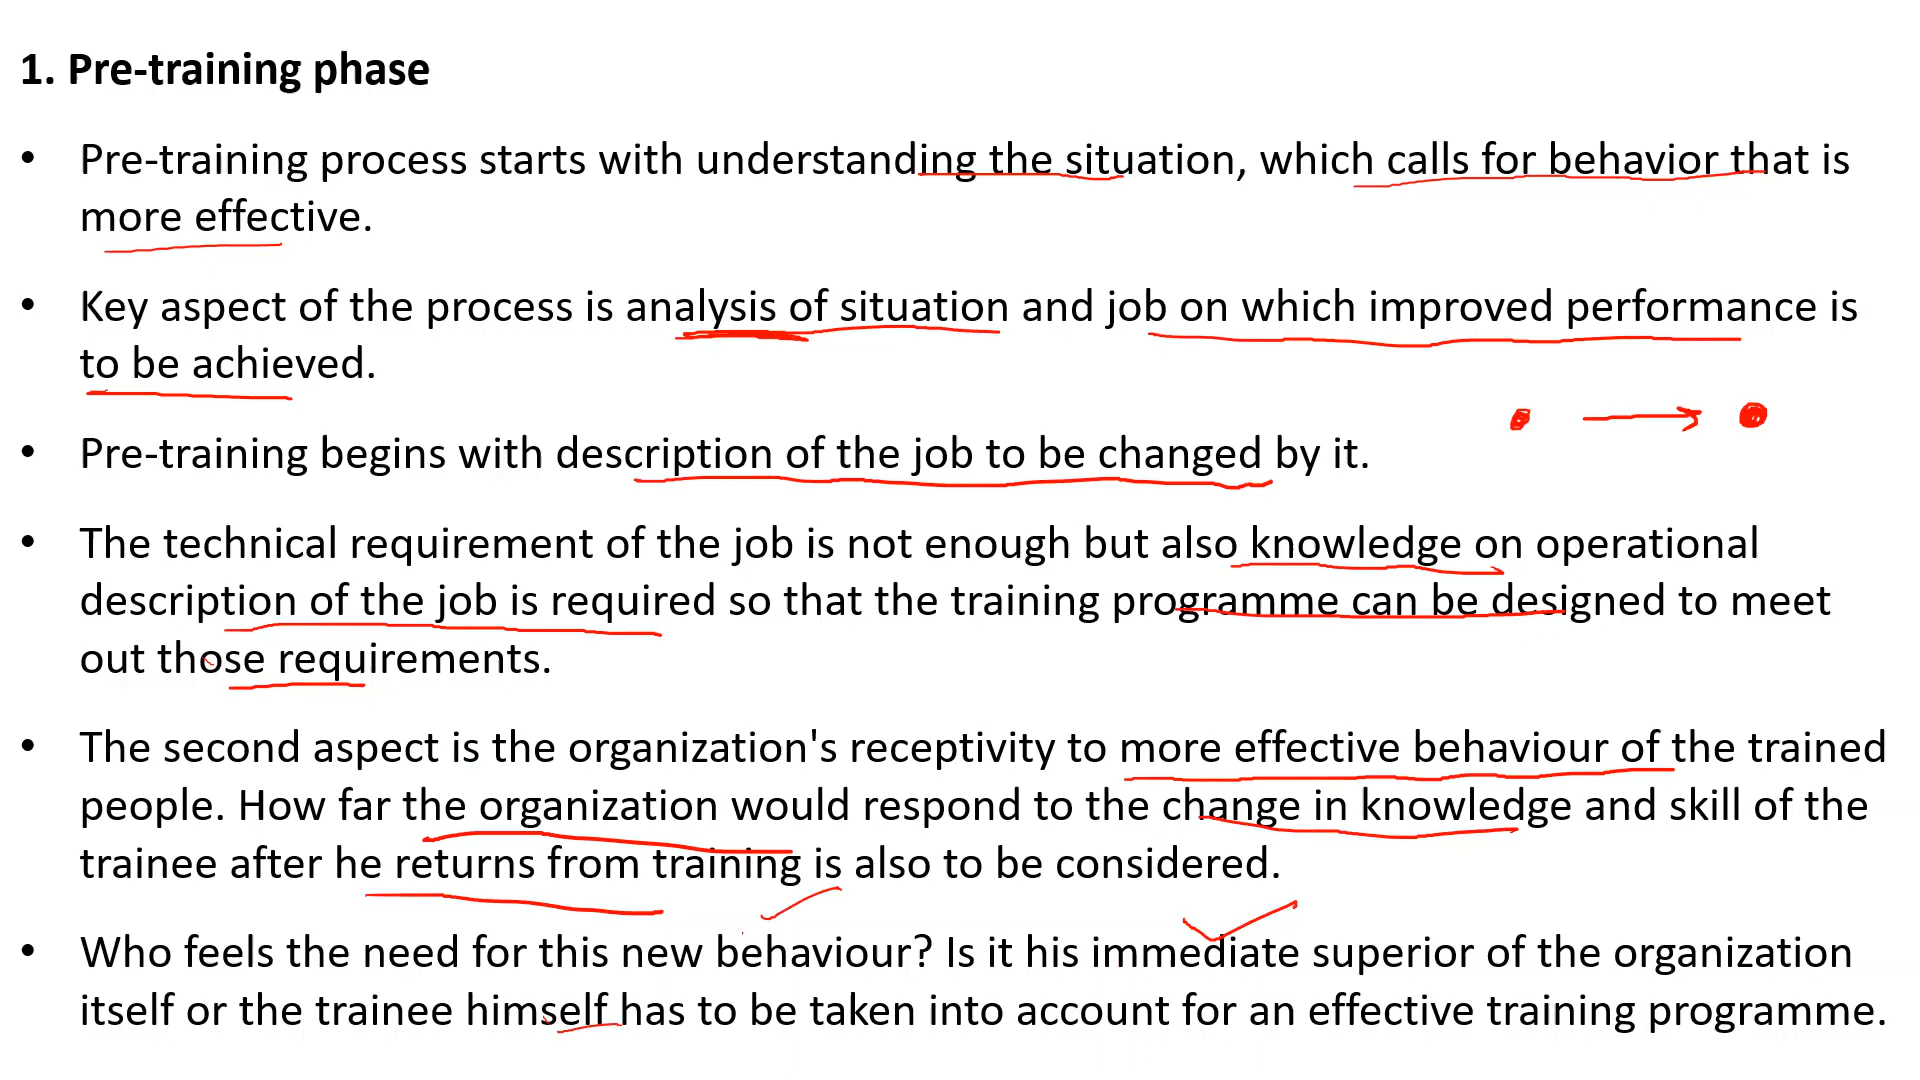 1. Pre-training phase
• Pre-training process starts with understanding the situation, which calls for behavior that is
more effective.
• Key aspect of the process is analysis of situation and job on which improved performance is
to be achieved.
• Pre-training begins with description of the job to be changed by it.
• The technical requirement of the job is not enough but also knowledge on operational
description of the job is required so that the training programme can be designed to meet
out those requirements.
• The second aspect is the organization's receptivity to more effective behaviour of the trained
people. How far the organization would respond to the change in knowledge and skill of the
trainee after he returns from training is also to be considered.
• Who feels the need for this new behaviour? Is it his immediate superior of the organization
itself or the trainee himself has to be taken into account for an effective training programme.